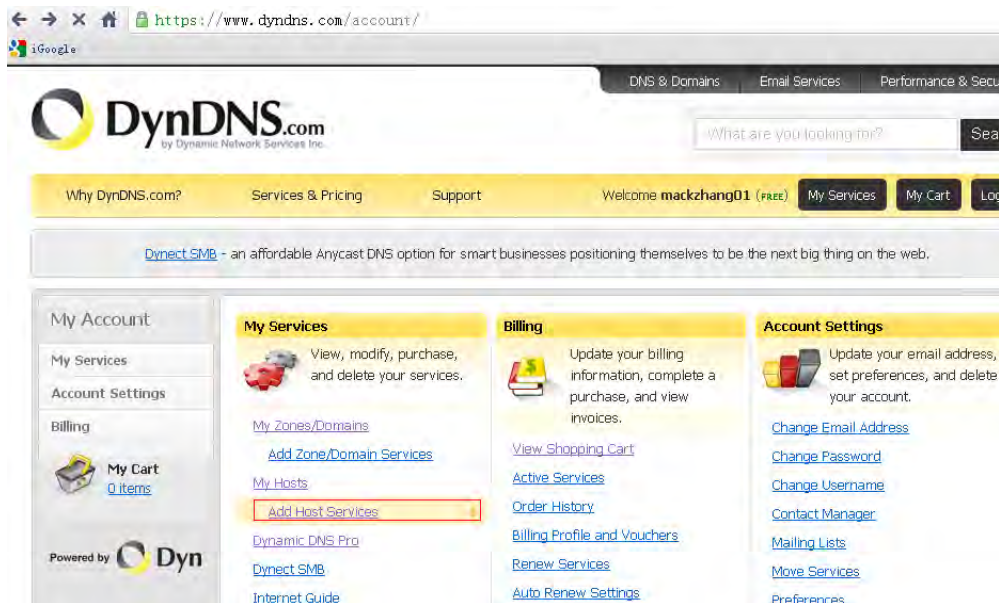 https://www.dyndns.com/account/
iGoogle
DNS & Domains Email Services Performance & Secu
DynDNS.com
by Dynamic Network Services Inc.
What are you looking for?
Sea
Why DynDNS.com? Services & Pricing Support Welcome mackzhang01 (FREE) My Services My Cart Log
Dynect SMB - an affordable Anycast DNS option for smart businesses positioning themselves to be the next big thing on the web.
My Account
My Services
Account Settings
Billing
My Cart
0 items
Powered by Dyn
My Services
View, modify, purchase,
and delete your services.
My Zones/Domains
Add Zone/Domain Services
My Hosts
Add Host Services
Dynamic DNS Pro
Dynect SMB
Internet Guide
Billing
Update your billing
information, complete a
purchase, and view
invoices.
View Shopping Cart
Active Services
Order History
Billing Profile and Vouchers
Renew Services
Auto Renew Settings
Account Settings
Update your email address,
set preferences, and delete
your account.
Change Email Address
Change Password
Change Username
Contact Manager
Mailing Lists
Move Services
Preferences